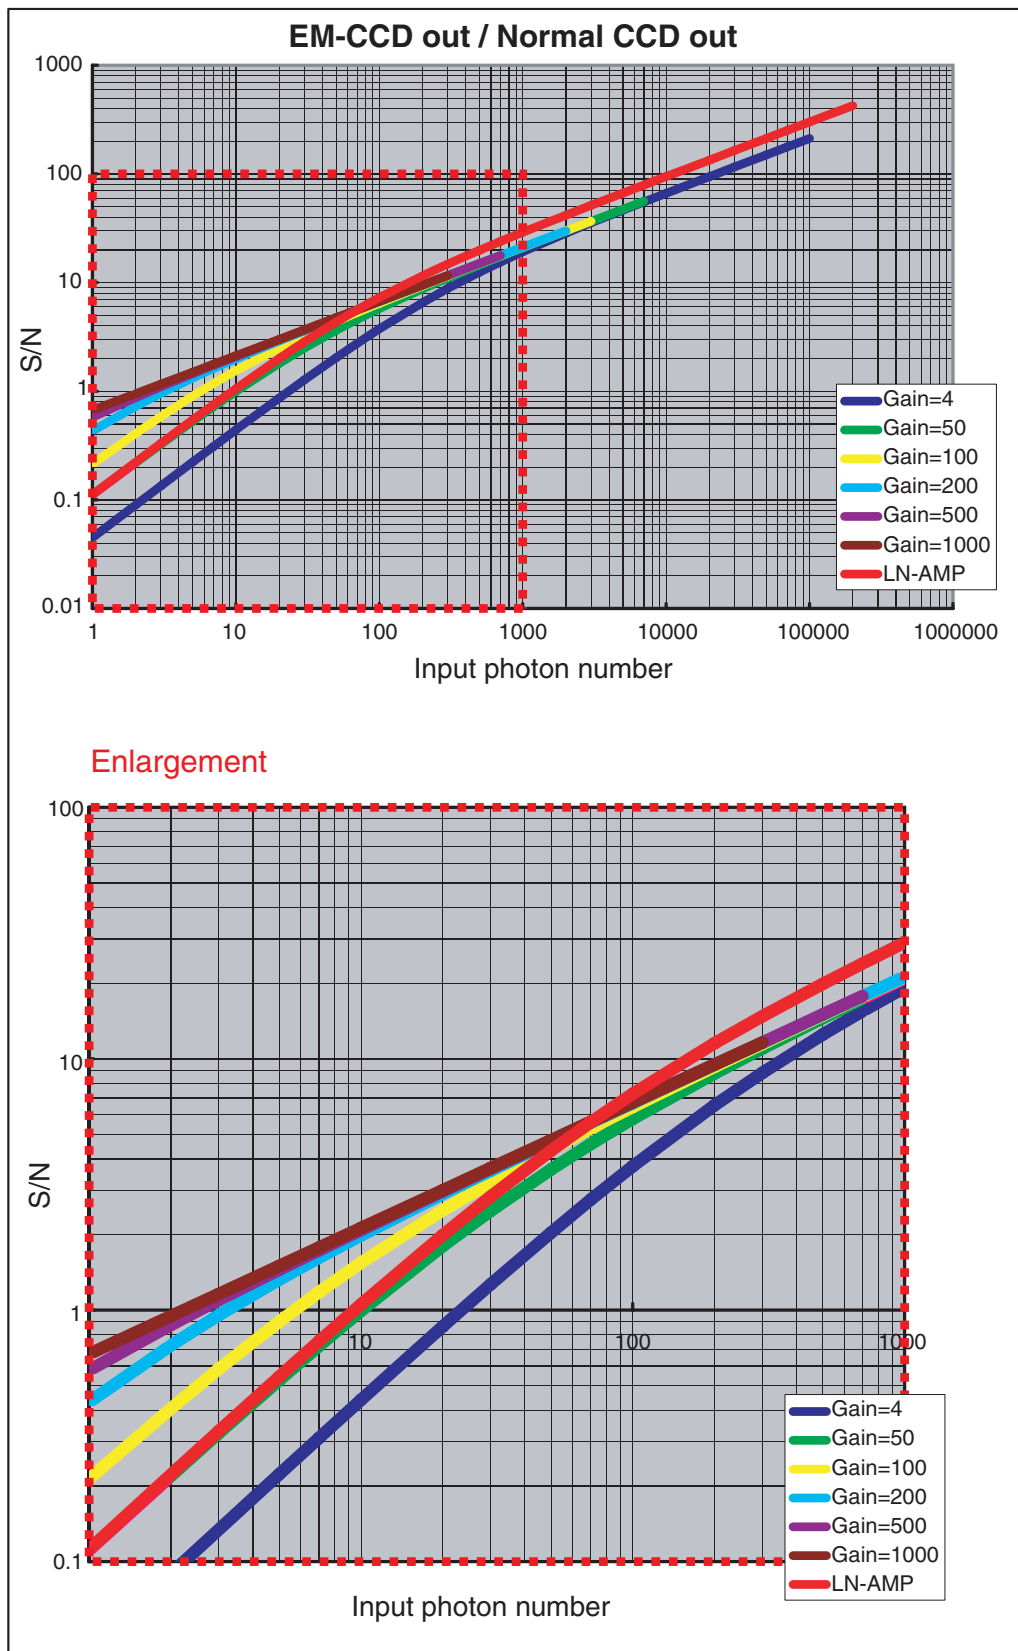 EM-CCD out / Normal CCD out
1000
100
10
1
0.1
0.01
S/N
1 10 100 1000 10000 100000 1000000
Input photon number
Gain=4
Gain=50
Gain=100
Gain=200
Gain=500
Gain=1000
LN-AMP
Enlargement
100
10
1
0.1
S/N
10 100 1000
Gain=4
Gain=50
Gain=100
Gain=200
Gain=500
Gain=1000
LN-AMP
Input photon number